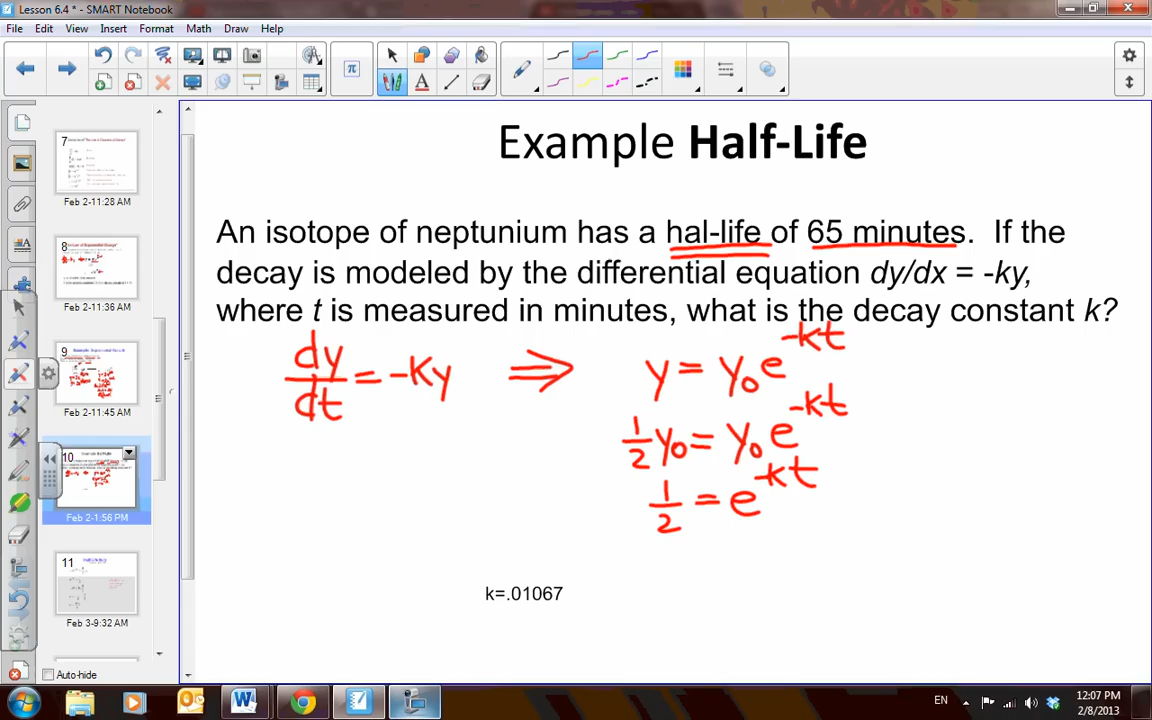 Lesson 6.4 * - SMART Notebook
File Edit View Insert Format Math Draw Help
π
A
Example Half-Life
An isotope of neptunium has a hal-life of 65 minutes. If the
decay is modeled by the differential equation dy/dx = -ky,
where t is measured in minutes, what is the decay constant k?
dy/dt = -ky ⇒ y = y₀e^-kt
1/2 y₀ = y₀e^-kt
1/2 = e^-kt
k=.01067
7
Feb 2-11:28 AM
8
Feb 2-11:36 AM
9
Feb 2-11:45 AM
10
Feb 2-1:56 PM
11
Feb 3-9:32 AM
Auto-hide
EN
12:07 PM
2/8/2013